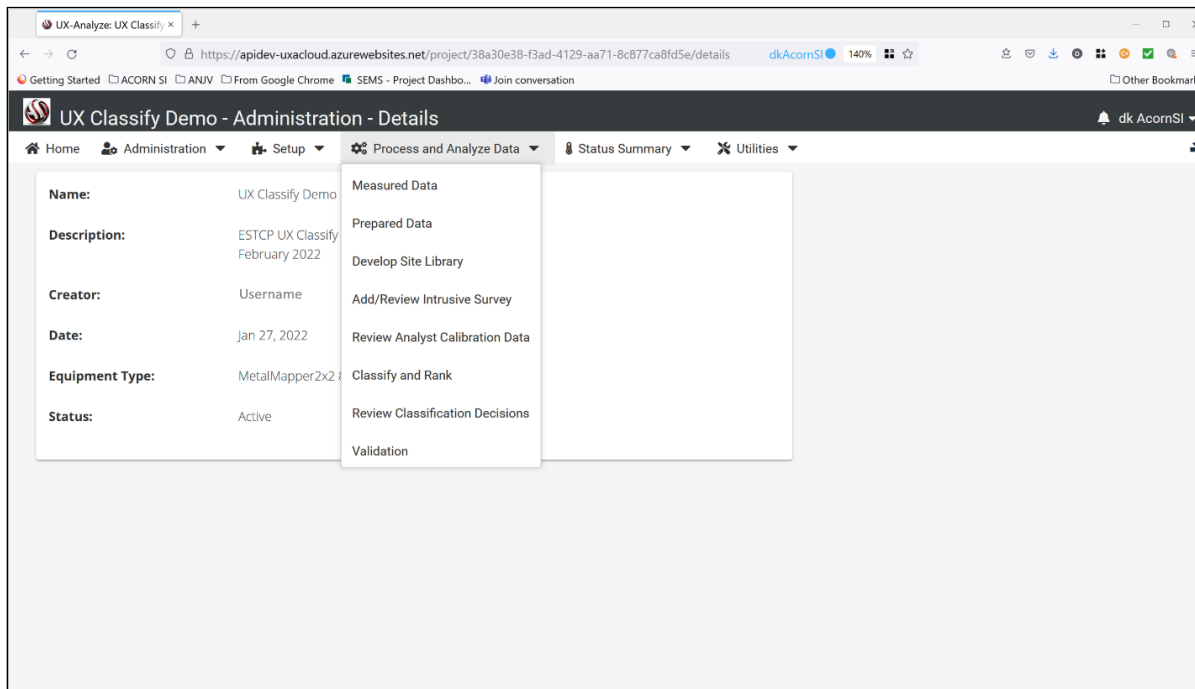 UX-Analyze: UX Classify
https://apidev-uxacloud.azurewebsites.net/project/38a30e38-f3ad-4129-aa71-8c877ca8fd5e/details dkAcornSI 140%
Getting Started ACORN SI ANJV From Google Chrome SEMS - Project Dashbo... Join conversation Other Bookmark
UX Classify Demo - Administration - Details dk AcornSI
Home Administration Setup Process and Analyze Data Status Summary Utilities
Name: UX Classify Demo
Description: ESTCP UX Classify
February 2022
Creator: Username
Date: Jan 27, 2022
Equipment Type: MetalMapper2x2
Status: Active
Measured Data
Prepared Data
Develop Site Library
Add/Review Intrusive Survey
Review Analyst Calibration Data
Classify and Rank
Review Classification Decisions
Validation